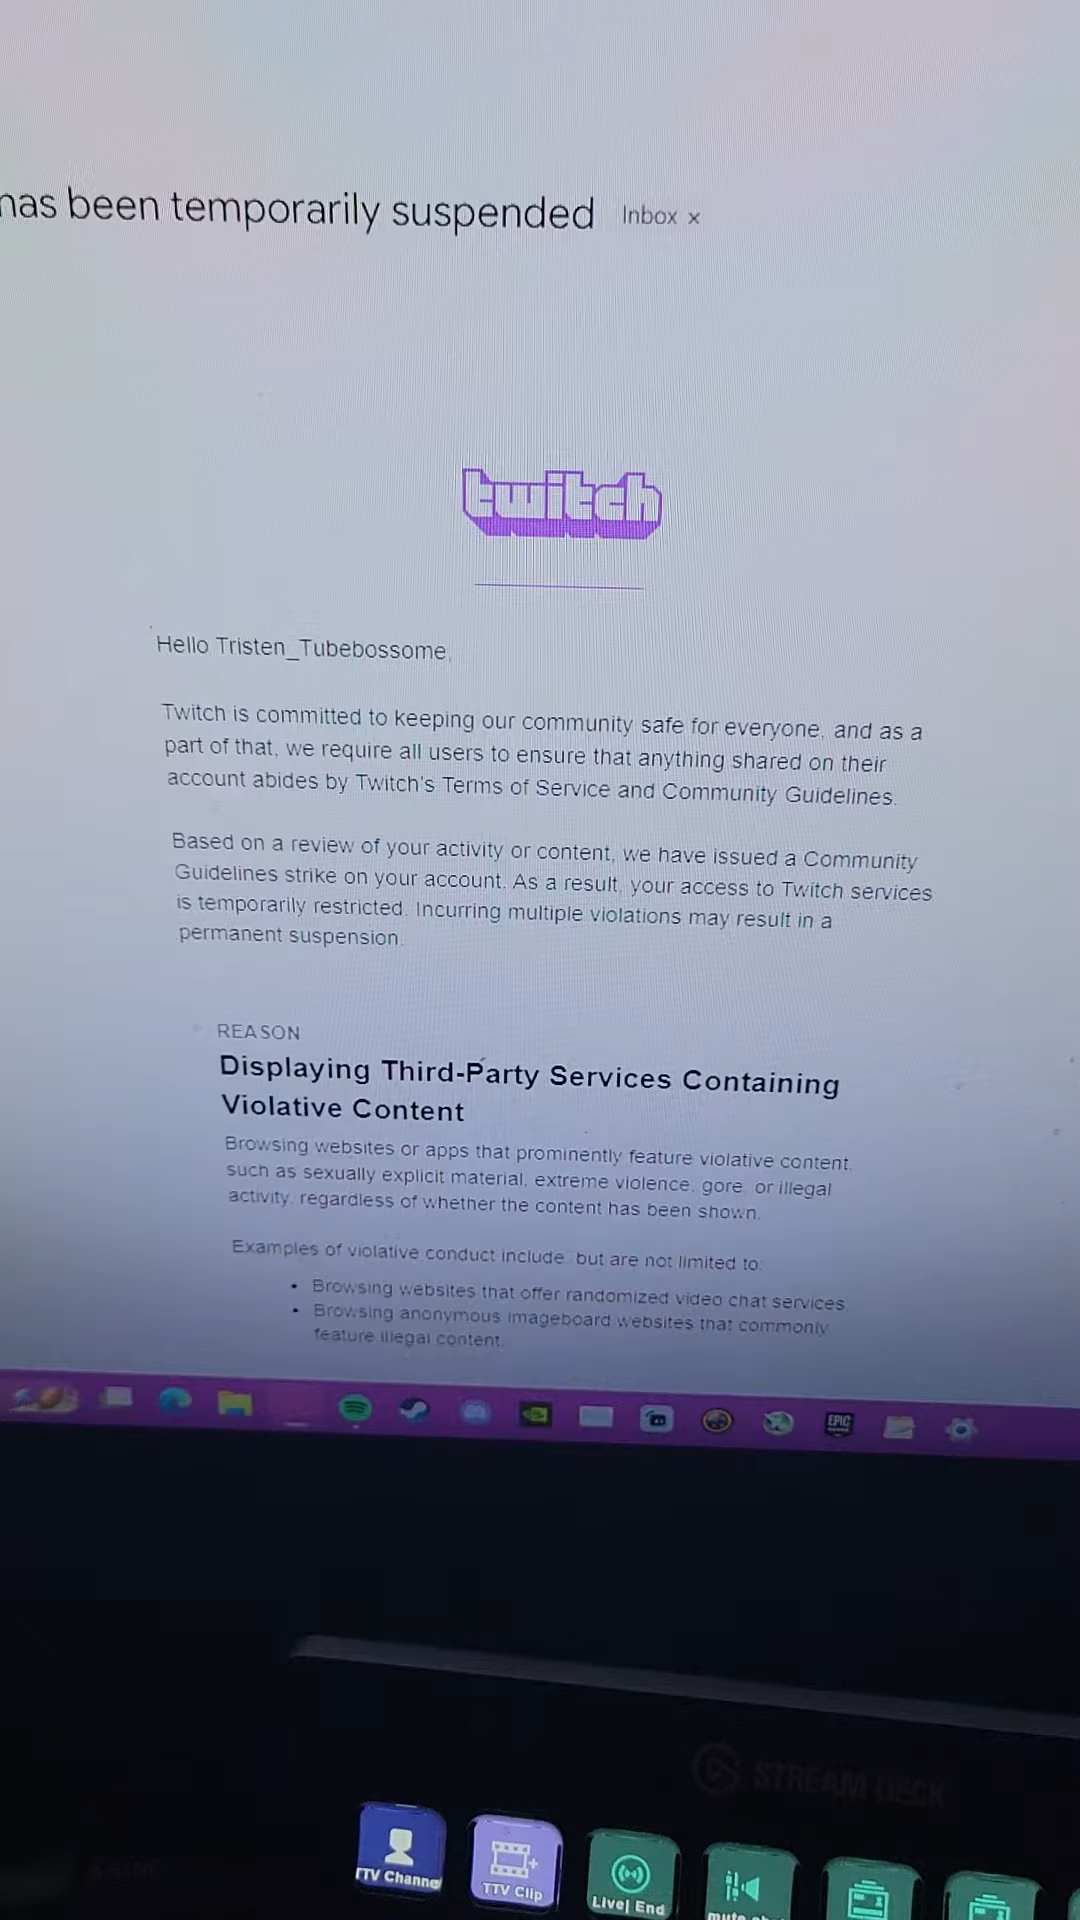 has been temporarily suspended Inbox x
twitch
Hello Tristen_Tubebossome,
Twitch is committed to keeping our community safe for everyone, and as a
part of that, we require all users to ensure that anything shared on their
account abides by Twitch's Terms of Service and Community Guidelines.
Based on a review of your activity or content, we have issued a Community
Guidelines strike on your account. As a result, your access to Twitch services
is temporarily restricted. Incurring multiple violations may result in a
permanent suspension.
REASON
Displaying Third-Party Services Containing
Violative Content
Browsing websites or apps that prominently feature violative content,
such as sexually explicit material, extreme violence, gore, or illegal
activity, regardless of whether the content has been shown.
Examples of violative conduct include, but are not limited to:
• Browsing websites that offer randomized video chat services
• Browsing anonymous imageboard websites that commonly
feature illegal content.
EPIC
STREAM DECK
TTV Channel
TTV Clip
Live| End